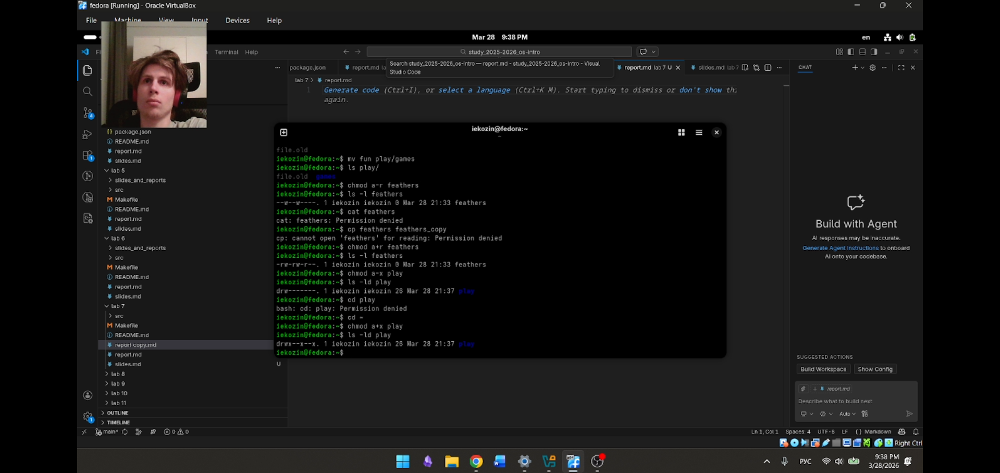 fedora [Running] - Oracle VirtualBox
File Machine View Input Devices Help
Mar 28 9:38 PM
en
Terminal Help
study_2025-2026_os-intro
Search study_2025-2026_os-intro — report.md - study_2025-2026_os-intro - Visual
Studio Code
package.json
report.md la
report.md lab 7 U
slides.md lab 7
CHAT
lab 7 > report.md
1
Generate code (Ctrl+I), or select a language (Ctrl+K M). Start typing to dismiss or don't show thi
again.
package.json
README.md
report.md
slides.md
lab 5
slides_and_reports
src
Makefile
README.md
report.md
slides.md
lab 6
slides_and_reports
src
Makefile
README.md
report.md
slides.md
lab 7
src
Makefile
README.md
report copy.md
report.md
slides.md
U
lab 8
lab 9
lab 10
lab 11
OUTLINE
TIMELINE
iekozin@fedora:~
~
file.old
iekozin@fedora:~$ mv fun play/games
iekozin@fedora:~$ ls play/
file.old games
iekozin@fedora:~$ chmod a-r feathers
iekozin@fedora:~$ ls -l feathers
--w--w----. 1 iekozin iekozin 0 Mar 28 21:33 feathers
iekozin@fedora:~$ cat feathers
cat: feathers: Permission denied
iekozin@fedora:~$ cp feathers feathers_copy
cp: cannot open 'feathers' for reading: Permission denied
iekozin@fedora:~$ chmod a+r feathers
iekozin@fedora:~$ ls -l feathers
-rw-rw-r--. 1 iekozin iekozin 0 Mar 28 21:33 feathers
iekozin@fedora:~$ chmod a-x play
iekozin@fedora:~$ ls -ld play
drw-------. 1 iekozin iekozin 26 Mar 28 21:37 play
iekozin@fedora:~$ cd play
bash: cd: play: Permission denied
iekozin@fedora:~$ cd ~
iekozin@fedora:~$ chmod a+x play
iekozin@fedora:~$ ls -ld play
drwx--x--x. 1 iekozin iekozin 26 Mar 28 21:37 play
iekozin@fedora:~$
Build with Agent
AI responses may be inaccurate.
Generate Agent Instructions to onboard
AI onto your codebase.
SUGGESTED ACTIONS
Build Workspace
Show Config
report.md
Describe what to build next
Auto
main*
0 0
Ln 1, Col 1 Spaces: 4 UTF-8 LF {} Markdown
Right Ctrl
РУС
9:38 PM
3/28/2026